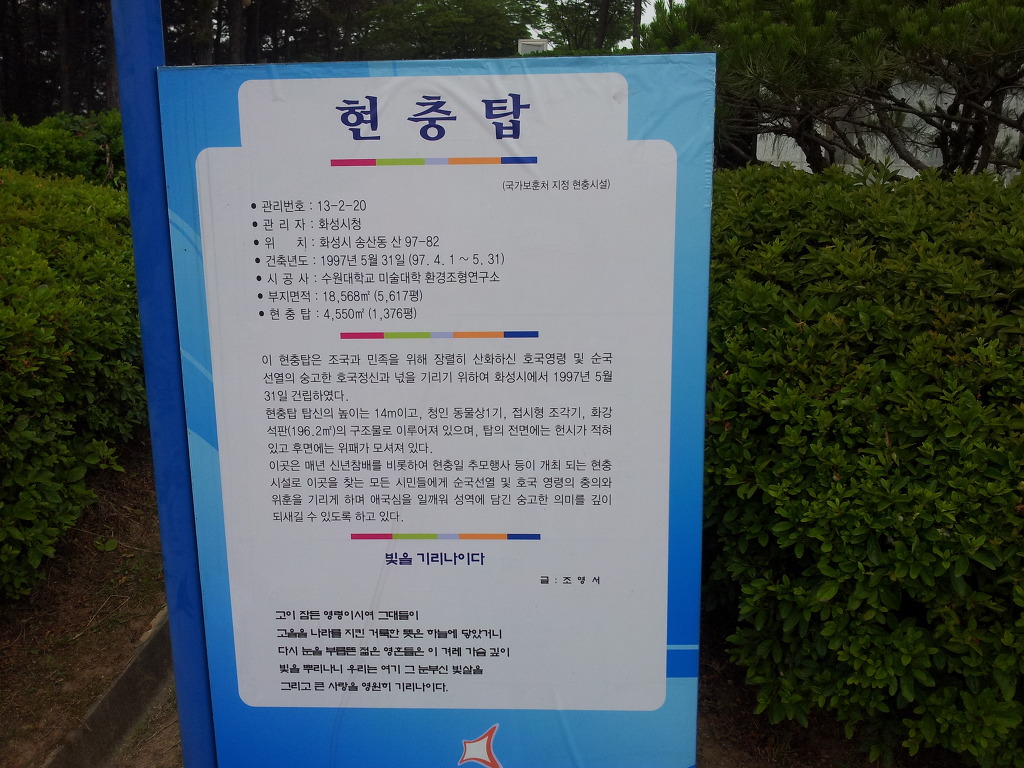 현충탑
(국가보훈처 지정 현충시설)
• 관리번호 : 13-2-20
• 관 리 자 : 화성시청
• 위 치 : 화성시 송산동 산 97-82
• 건축년도 : 1997년 5월 31일 (97. 4. 1 ~ 5. 31)
• 시 공 사 : 수원대학교 미술대학 환경조형연구소
• 부지면적 : 18,568㎡ (5,617평)
• 현 충 탑 : 4,550㎡ (1,376평)
이 현충탑은 조국과 민족을 위해 장렬히 산화하신 호국영령 및 순국
선열의 숭고한 호국정신과 넋을 기리기 위하여 화성시에서 1997년 5월
31일 건립하였다.
현충탑 탑신의 높이는 14m이고, 청인 동물상1기, 접시형 조각기, 화강
석판(196.2㎡)의 구조물로 이루어져 있으며, 탑의 전면에는 헌시가 적혀
있고 후면에는 위패가 모셔져 있다.
이곳은 매년 신년참배를 비롯하여 현충일 추모행사 등이 개최 되는 현충
시설로 이곳을 찾는 모든 시민들에게 순국선열 및 호국 영령의 충의와
위훈을 기리게 하며 애국심을 일깨워 성역에 담긴 숭고한 의미를 깊이
되새길 수 있도록 하고 있다.
빛을 기리나이다
글 : 조 영 서
고이 잠든 영령이시여 그대들이
고을을 나라를 지킨 거룩한 뜻은 하늘에 닿았거니
다시 눈을 부릅뜬 젊은 영혼들은 이 겨레 가슴 깊이
빛을 뿌리나니 우리는 여기 그 눈부신 빛살을
그리고 큰 사랑을 영원히 기리나이다.